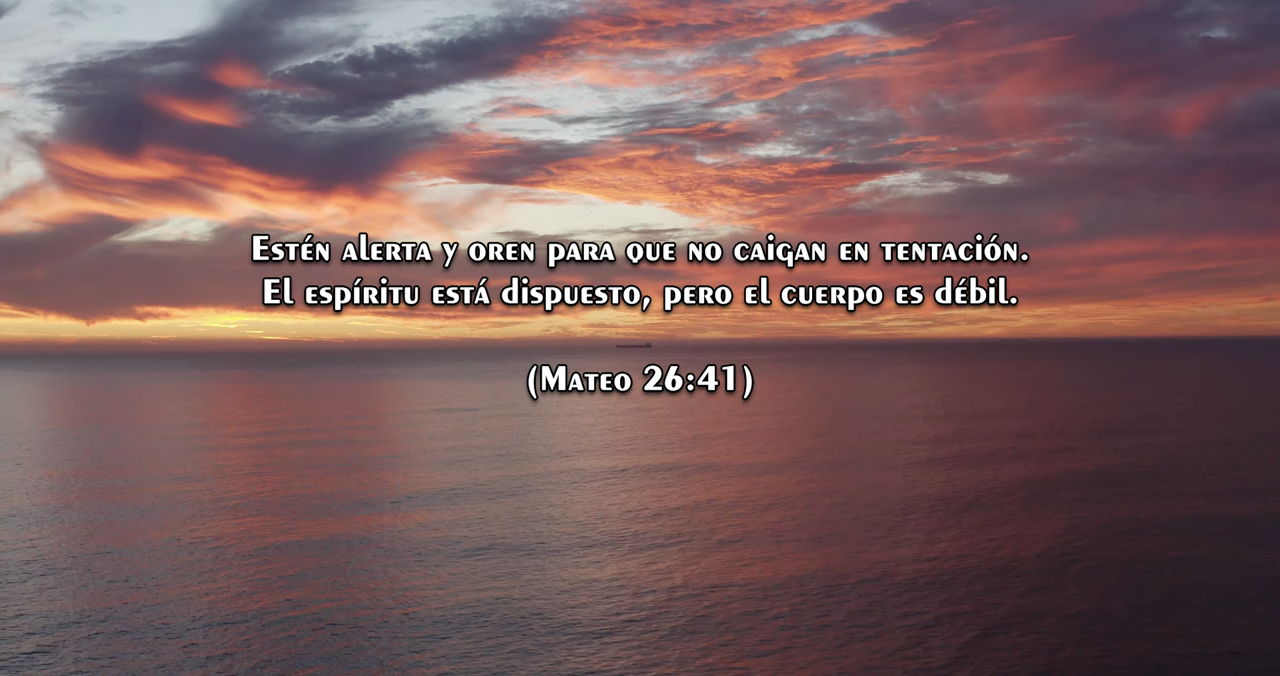 Estén alerta y oren para que no caigan en tentación.
El espíritu está dispuesto, pero el cuerpo es débil.
(Mateo 26:41)